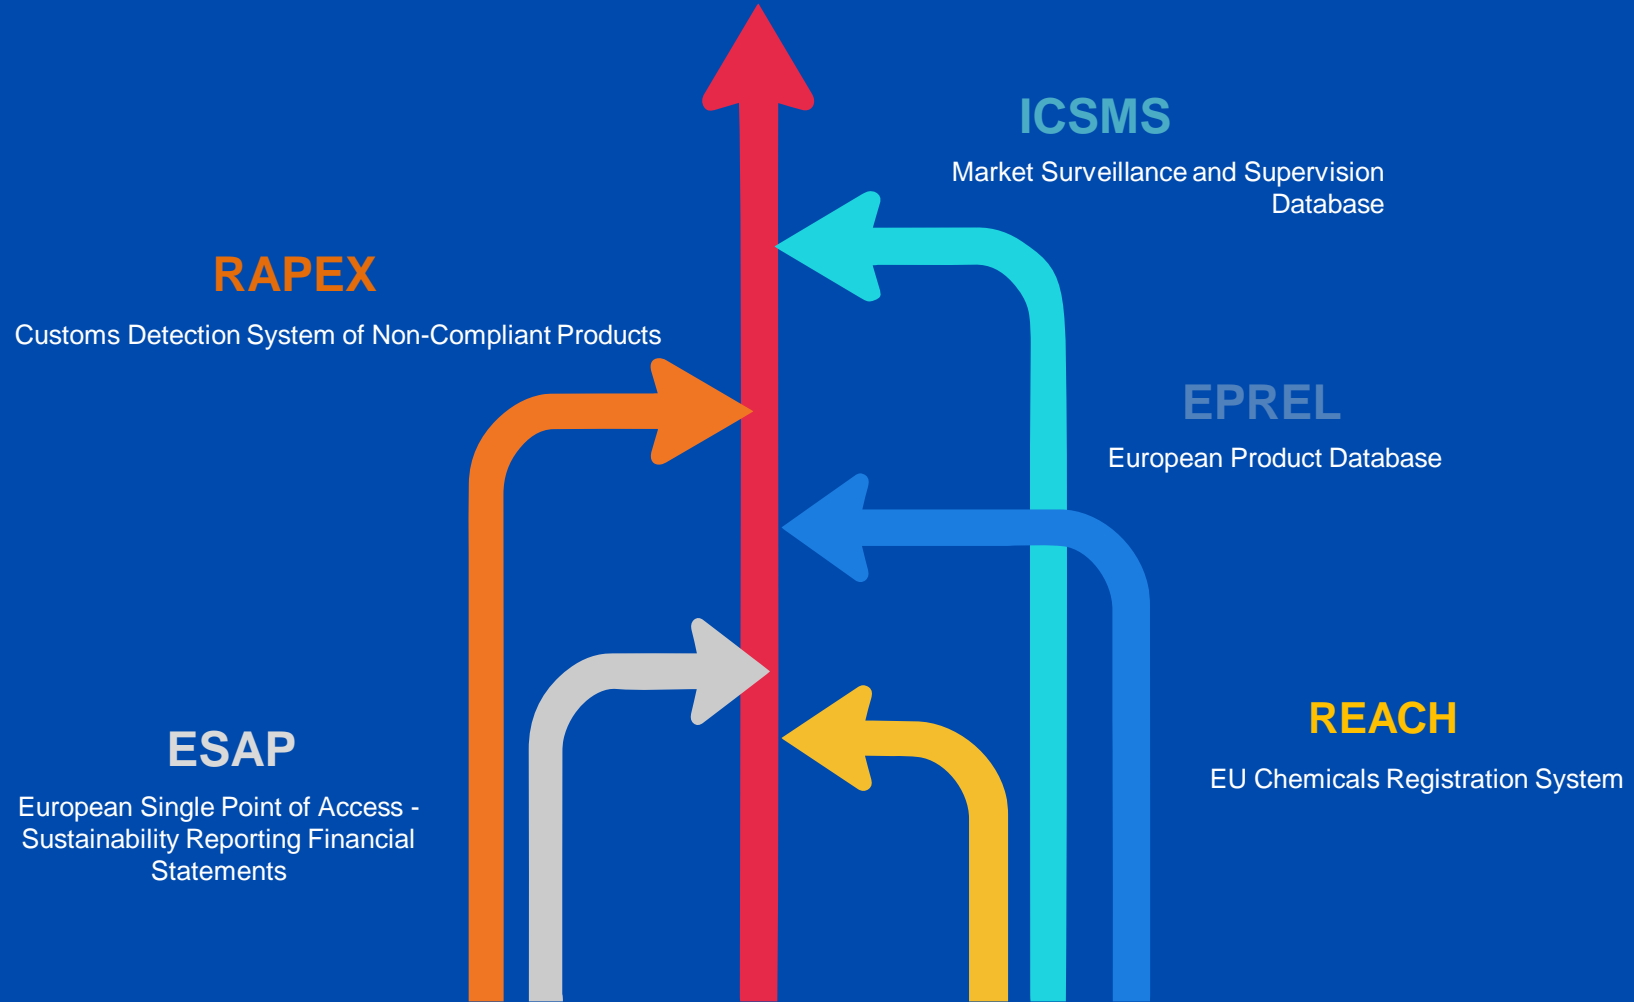 ICSMS
Market Surveillance and Supervision
Database
RAPEX
Customs Detection System of Non-Compliant Products
EPREL
European Product Database
ESAP
European Single Point of Access -
Sustainability Reporting Financial
Statements
REACH
EU Chemicals Registration System